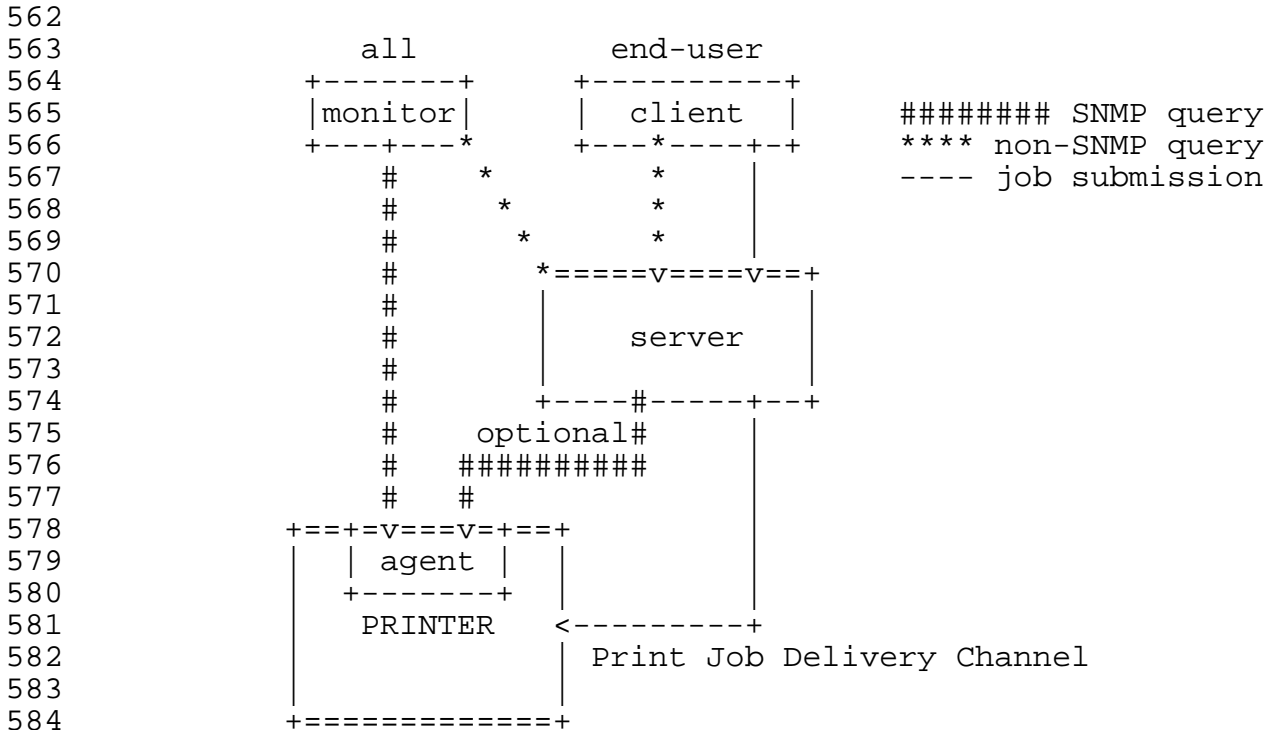 562
563                all          end-user
564             +-------+     +----------+
565             |monitor|     |  client  |     ######## SNMP query
566             +---+---*     +---*----+-+     **** non-SNMP query
567                 #    *        *    |       ---- job submission
568                 #     *       *    |
569                 #      *      *    |
570                 #       *=====v====v==+
571                 #       |             |
572                 #       |    server   |
573                 #       |             |
574                 #       +----#-----+--+
575                 #    optional#     |
576                 #   ##########     |
577                 #   #              |
578            +==+=v===v=+==+         |
579            |  | agent |  |         |
580            |  +-------+  |         |
581            |   PRINTER   <---------+
582            |             | Print Job Delivery Channel
583            |             |
584            +=============+